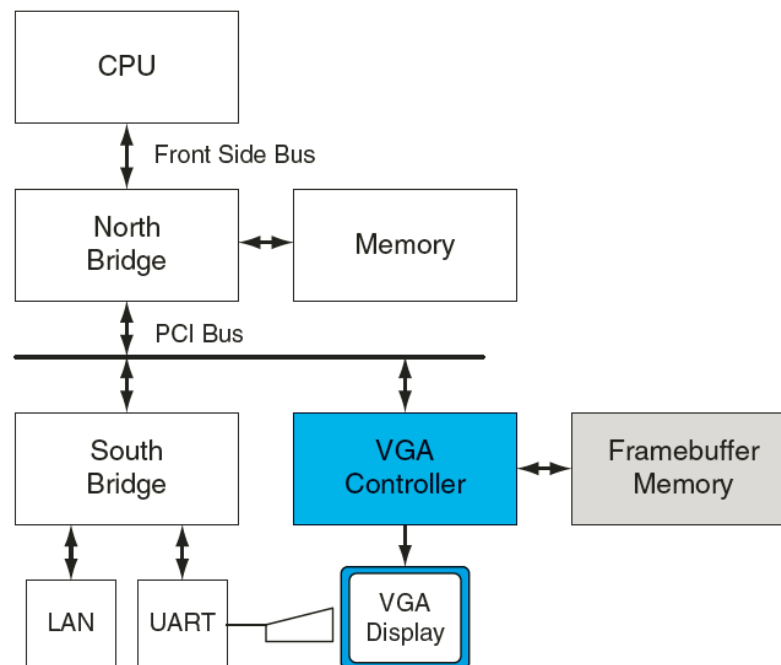 CPU
Front Side Bus
North
Bridge
Memory
PCI Bus
South
Bridge
VGA
Controller
Framebuffer
Memory
LAN
UART
VGA
Display